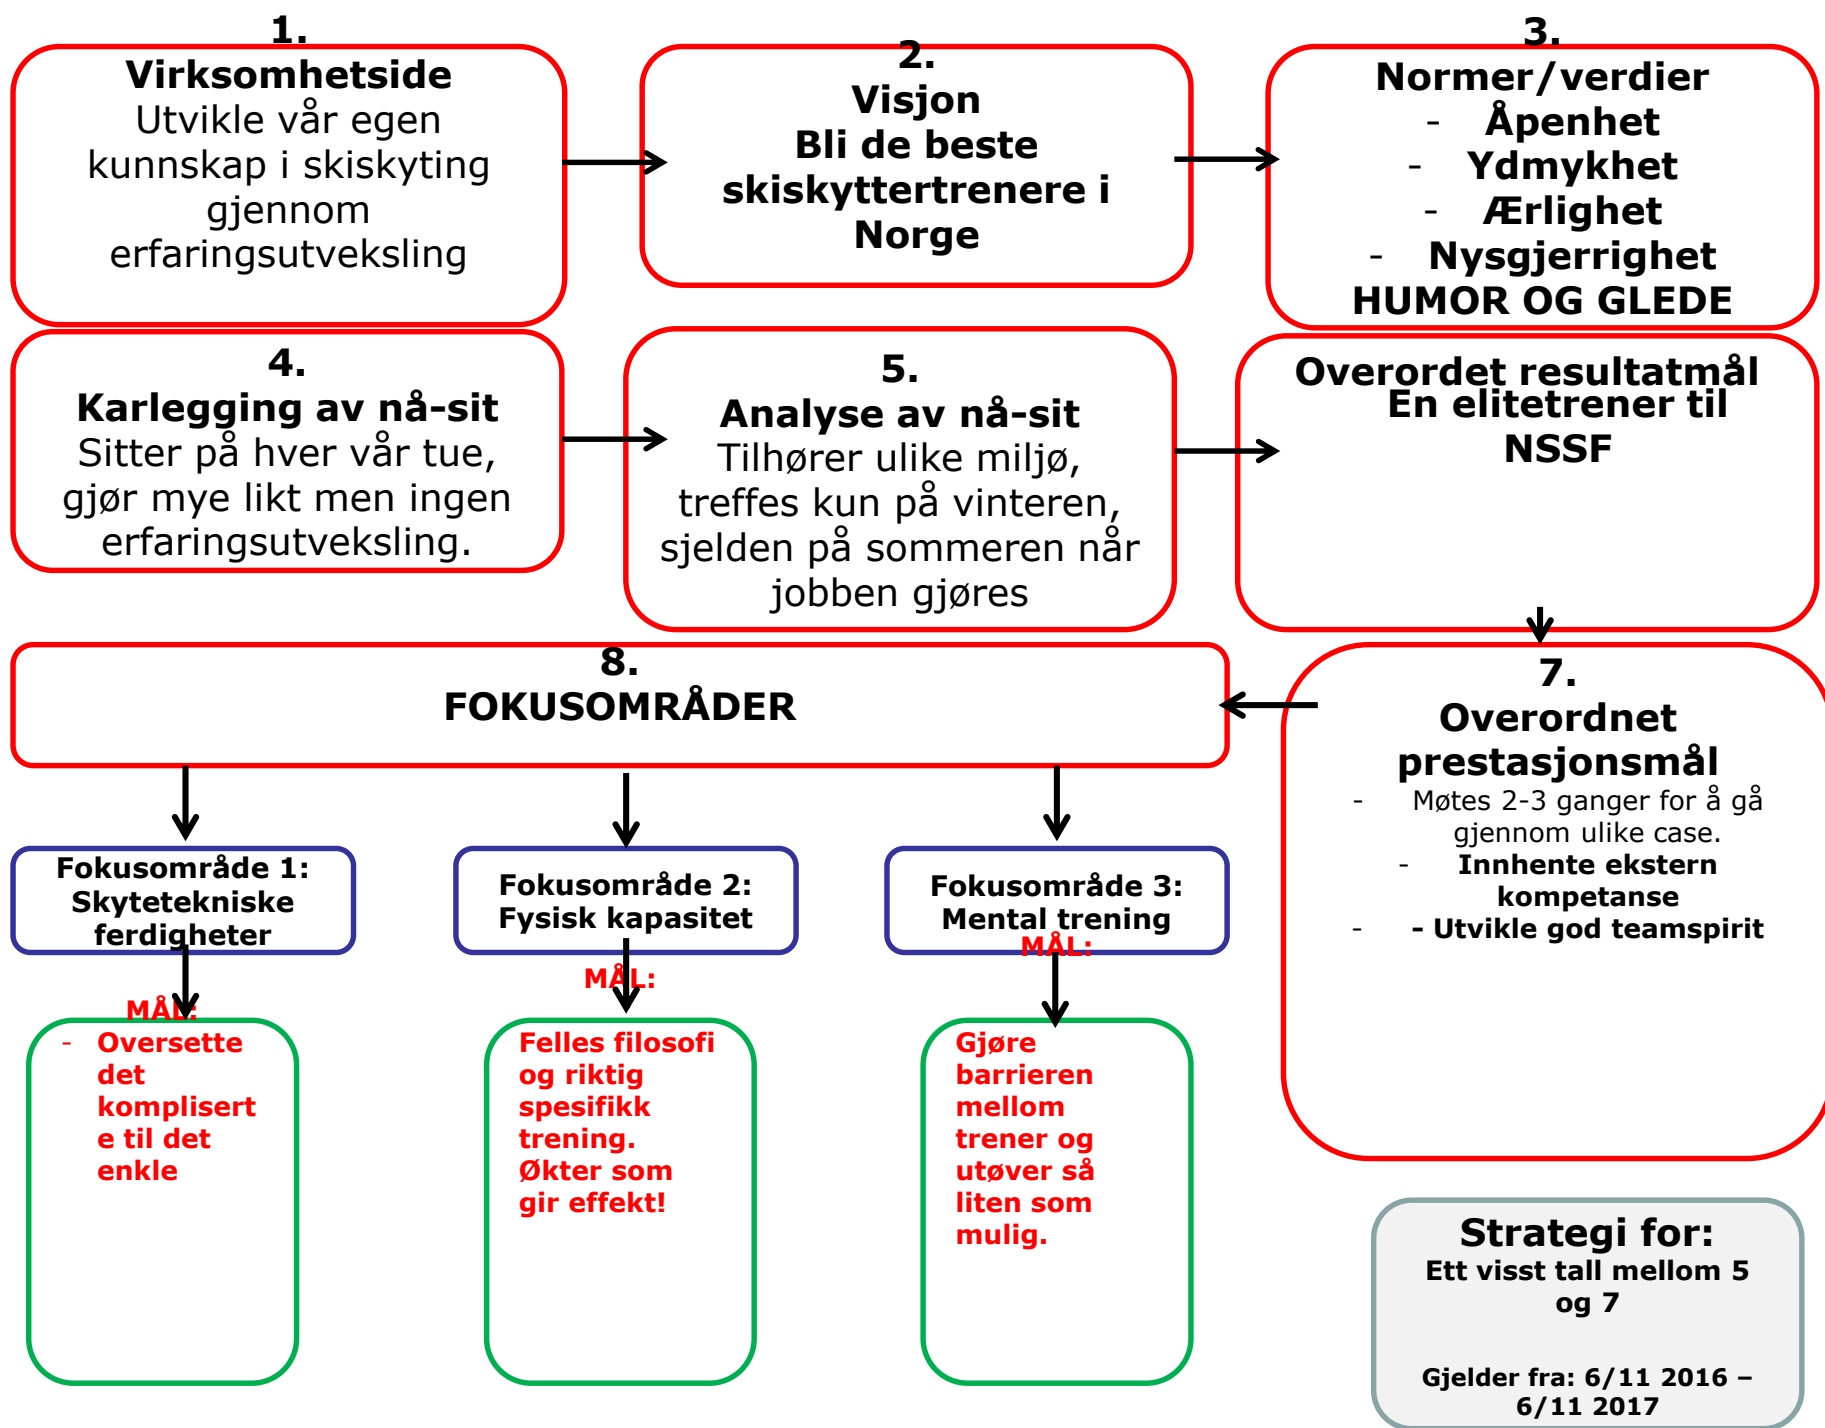 1.
Virksomhetside
Utvikle vår egen
kunnskap i skiskyting
gjennom
erfaringsutveksling
2.
Visjon
Bli de beste
skiskyttertrenere i
Norge
3.
Normer/verdier
- Åpenhet
- Ydmykhet
- Ærlighet
- Nysgjerrighet
HUMOR OG GLEDE
4.
Karlegging av nå-sit
Sitter på hver vår tue,
gjør mye likt men ingen
erfaringsutveksling.
5.
Analyse av nå-sit
Tilhører ulike miljø,
treffes kun på vinteren,
sjelden på sommeren når
jobben gjøres
Overordet resultatmål
En elitetrener til
NSSF
7.
Overordnet
prestasjonsmål
- Møtes 2-3 ganger for å gå
gjennom ulike case.
- Innhente ekstern
kompetanse
- - Utvikle god teamspirit
8.
FOKUSOMRÅDER
Fokusområde 1:
Skytetekniske
ferdigheter
MÅL:
- Oversette
det
komplisert
e til det
enkle
Fokusområde 2:
Fysisk kapasitet
MÅL:
Felles filosofi
og riktig
spesifikk
trening.
Økter som
gir effekt!
Fokusområde 3:
Mental trening
MÅL:
Gjøre
barrieren
mellom
trener og
utøver så
liten som
mulig.
Strategi for:
Ett visst tall mellom 5
og 7
Gjelder fra: 6/11 2016 –
6/11 2017